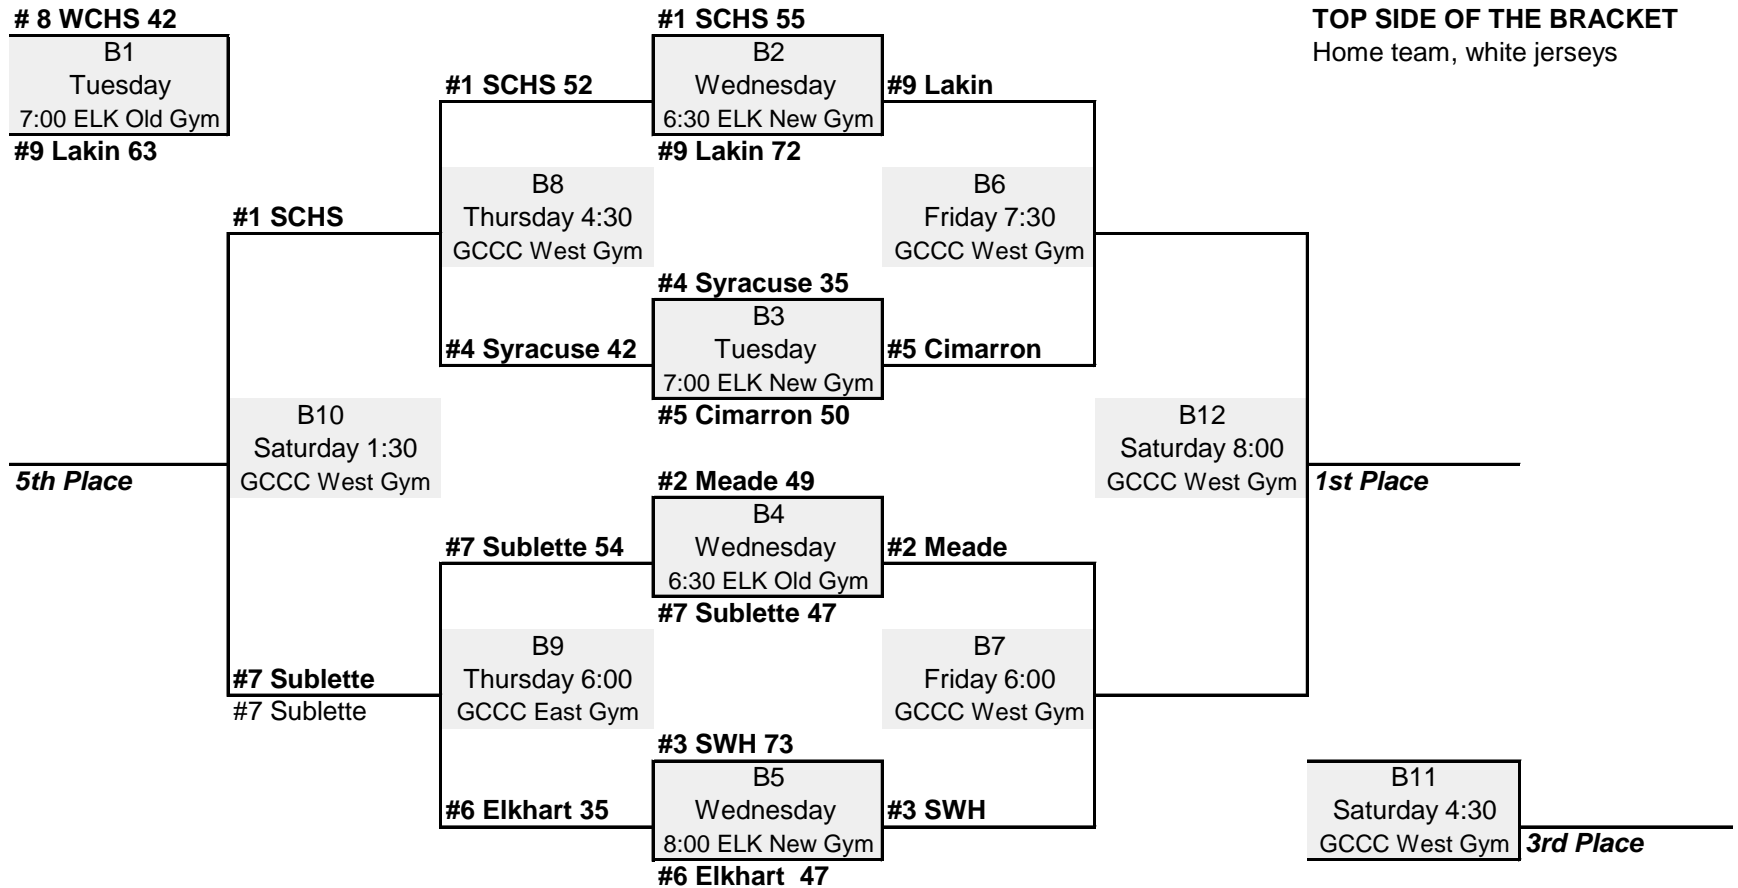 # 8 WCHS 42
#1 SCHS 55
TOP SIDE OF THE BRACKET
B1
B2
Home team, white jerseys
Tuesday
#1 SCHS 52
Wednesday
#9 Lakin
7:00 ELK Old Gym
6:30 ELK New Gym
#9 Lakin 63
#9 Lakin 72
B8
B6
#1 SCHS
Thursday 4:30
Friday 7:30
GCCC West Gym
GCCC West Gym
#4 Syracuse 35
B3
#4 Syracuse 42
Tuesday
#5 Cimarron
7:00 ELK New Gym
B10
#5 Cimarron 50
B12
Saturday 1:30
Saturday 8:00
5th Place
GCCC West Gym
#2 Meade 49
GCCC West Gym
1st Place
B4
#7 Sublette 54
Wednesday
#2 Meade
6:30 ELK Old Gym
#7 Sublette 47
B9
B7
#7 Sublette
Thursday 6:00
Friday 6:00
#7 Sublette
GCCC East Gym
GCCC West Gym
#3 SWH 73
B5
B11
#6 Elkhart 35
Wednesday
#3 SWH
Saturday 4:30
8:00 ELK New Gym
GCCC West Gym
3rd Place
#6 Elkhart  47